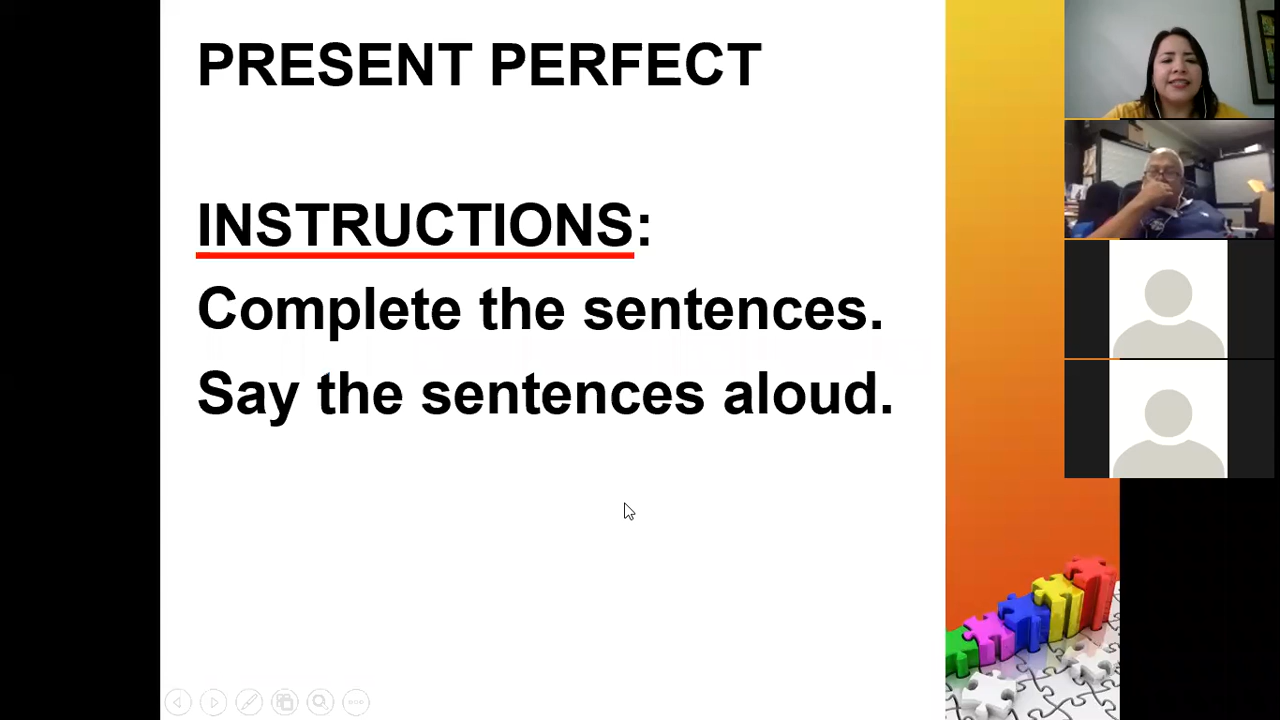 PRESENT PERFECT
INSTRUCTIONS:
Complete the sentences.
Say the sentences aloud.